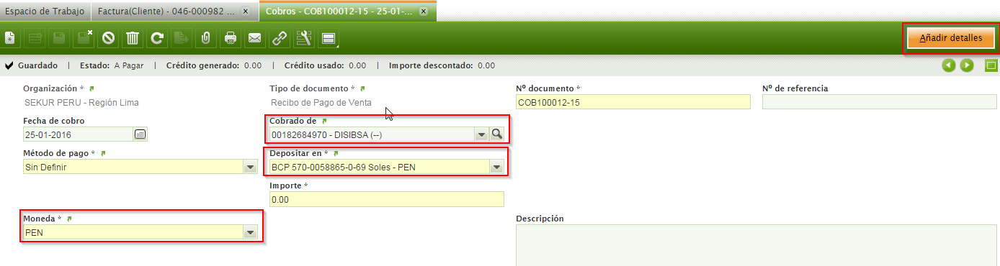 Espacio de Trabajo Factura(Cliente) - 046-000982 ... x Cobros - COB100012-15 - 25-01-... x
Añadir detalles
Guardado | Estado: A Pagar | Crédito generado: 0.00 | Crédito usado: 0.00 | Importe descontado: 0.00
Organización * Tipo de documento * Nº documento * Nº de referencia
SEKUR PERU - Región Lima Recibo de Pago de Venta COB100012-15
Fecha de cobro Cobrado de
25-01-2016 00182684970 - DISIBSA (--)
Método de pago * Depositar en *
Sin Definir BCP 570-0058865-0-69 Soles - PEN
Importe *
0.00
Moneda * Descripción
PEN